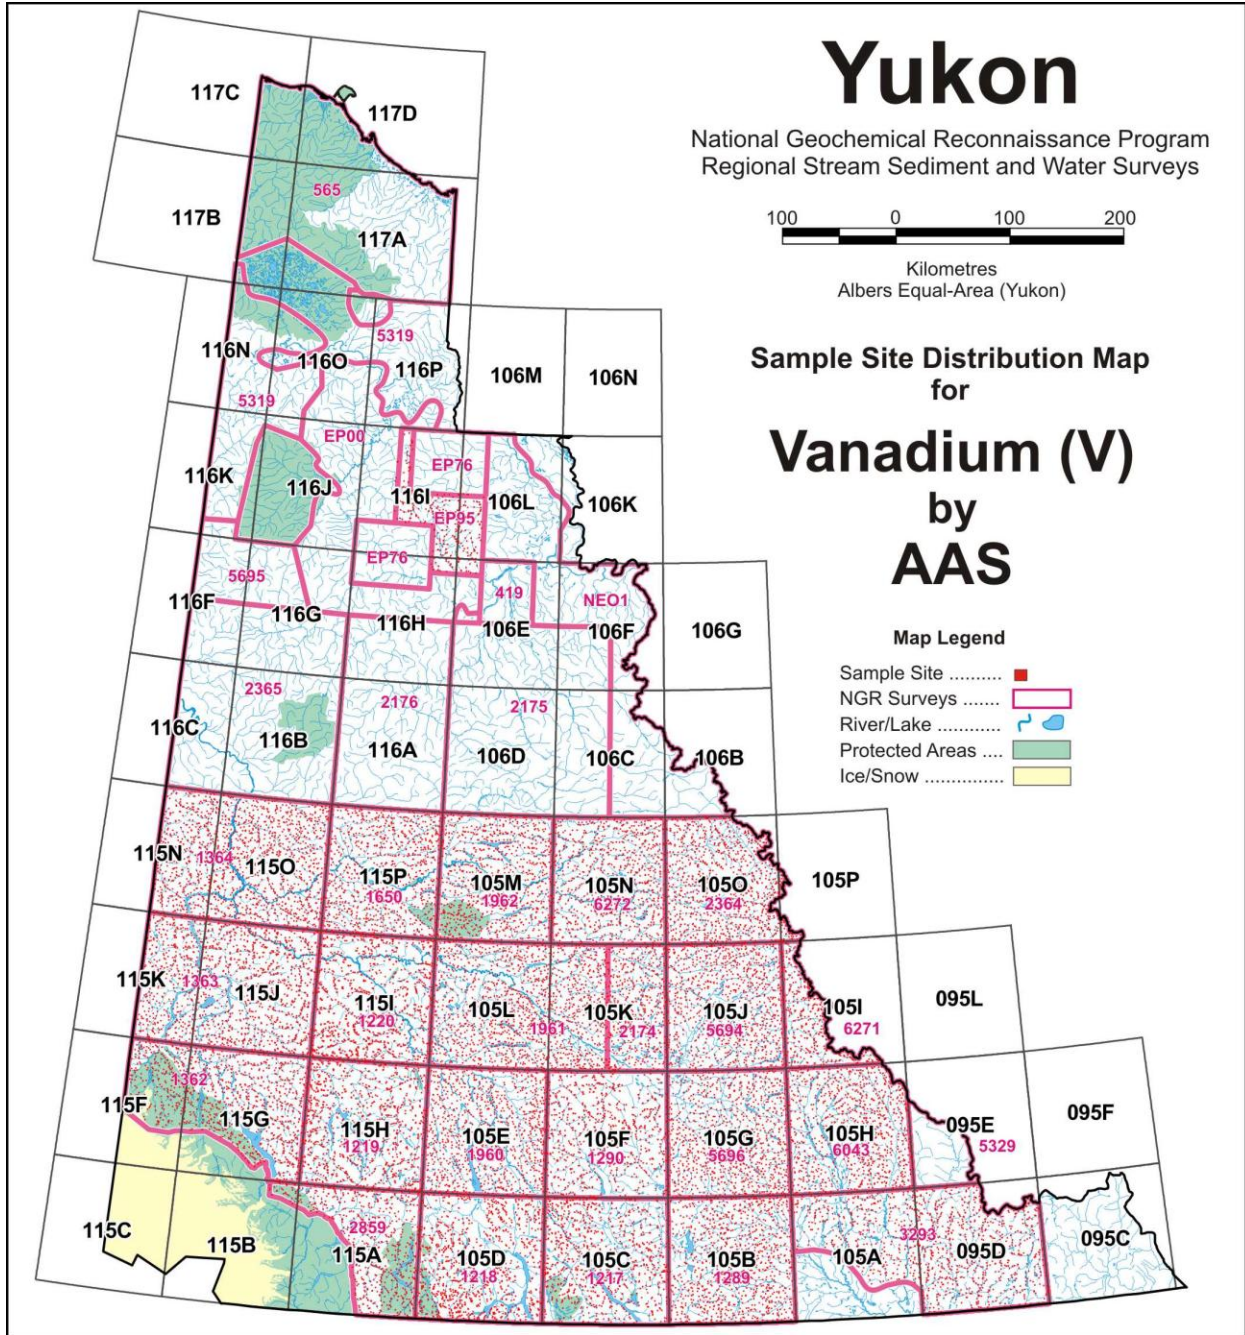 Yukon
National Geochemical Reconnaissance Program
Regional Stream Sediment and Water Surveys
100 0 100 200
Kilometres
Albers Equal-Area (Yukon)
Sample Site Distribution Map
for
Vanadium (V)
by
AAS
Map Legend
Sample Site ..........
NGR Surveys .......
River/Lake ............
Protected Areas ....
Ice/Snow ...............
117C
117D
565
117B
117A
5319
116N
116O
116P
106M
106N
5319
EP00
EP76
116K
116J
116I
106L
106K
EP95
EP76
5695
419
NEO1
116F
116G
116H
106E
106F
106G
2365
2176
2175
116C
116B
116A
106D
106C
106B
115N
1364
115O
115P
105M
105N
105O
105P
1650
1962
6272
2364
115K
1363
115J
115I
105L
105K
105J
105I
095L
1220
1961
2174
5694
6271
1362
115F
115G
115H
105E
105F
105G
105H
095E
095F
1219
1960
1290
5696
6043
5329
115C
115B
2859
115A
105D
105C
105B
105A
3293
095D
095C
1218
1217
1289